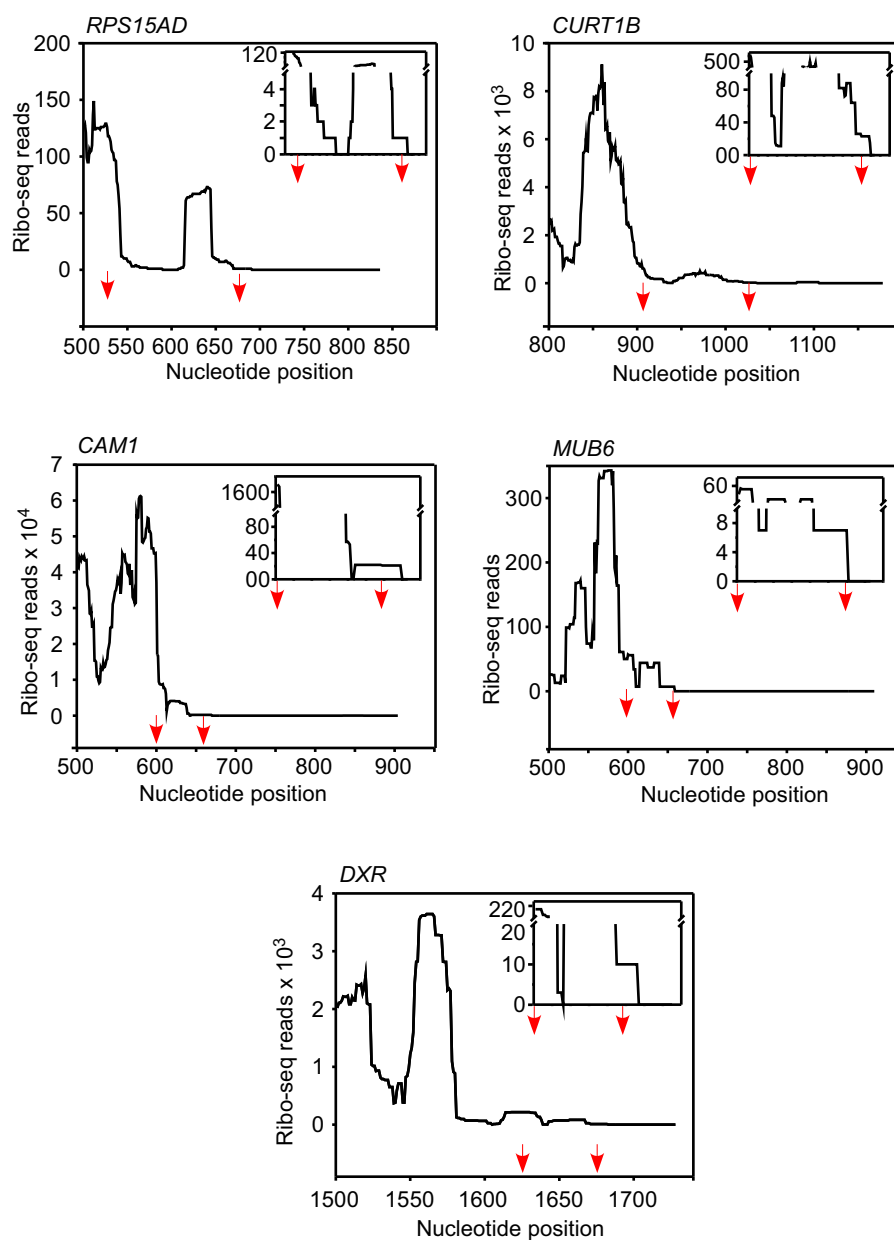 RPS15AD
200
150
100
50
0
Ribo-seq reads
120
4
2
0
500 550 600 650 700 750 800 850
Nucleotide position
CURT1B
10
8
6
4
2
0
Ribo-seq reads x 10³
500
80
40
00
800 900 1000 1100
Nucleotide position
CAM1
7
6
5
4
3
2
1
0
Ribo-seq reads x 10⁴
1600
80
40
00
500 600 700 800 900
Nucleotide position
MUB6
300
200
100
0
Ribo-seq reads
60
8
4
0
500 600 700 800 900
Nucleotide position
DXR
4
3
2
1
0
Ribo-seq reads x 10³
220
20
10
0
1500 1550 1600 1650 1700
Nucleotide position